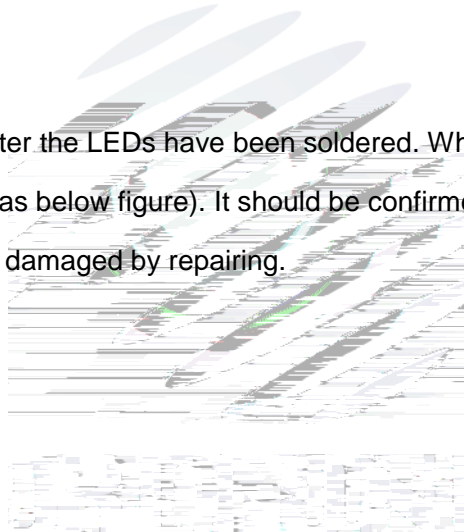 ter the LEDs have been soldered. Wh
as below figure). It should be confirme
damaged by repairing.